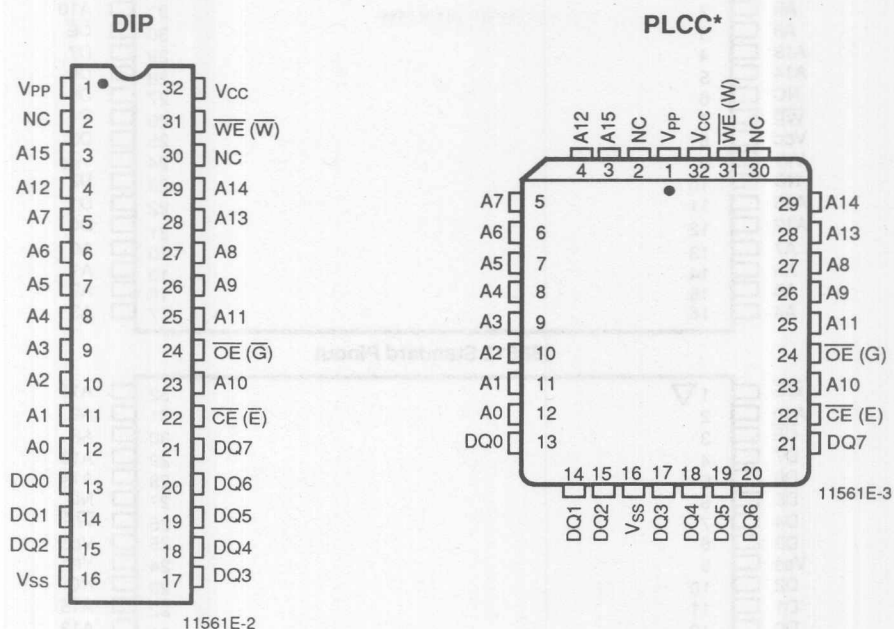 DIP
VPP 1 32 VCC
NC 2 31 W̅E̅ (W̅)
A15 3 30 NC
A12 4 29 A14
A7 5 28 A13
A6 6 27 A8
A5 7 26 A9
A4 8 25 A11
A3 9 24 O̅E̅ (G̅)
A2 10 23 A10
A1 11 22 C̅E̅ (E̅)
A0 12 21 DQ7
DQ0 13 20 DQ6
DQ1 14 19 DQ5
DQ2 15 18 DQ4
VSS 16 17 DQ3
11561E-2
PLCC*
A12 A15 NC VPP VCC W̅E̅ (W) NC
4 3 2 1 32 31 30
A7 5 29 A14
A6 6 28 A13
A5 7 27 A8
A4 8 26 A9
A3 9 25 A11
A2 10 24 O̅E̅ (G)
A1 11 23 A10
A0 12 22 C̅E̅ (E)
DQ0 13 21 DQ7
14 15 16 17 18 19 20
DQ1 DQ2 VSS DQ3 DQ4 DQ5 DQ6
11561E-3